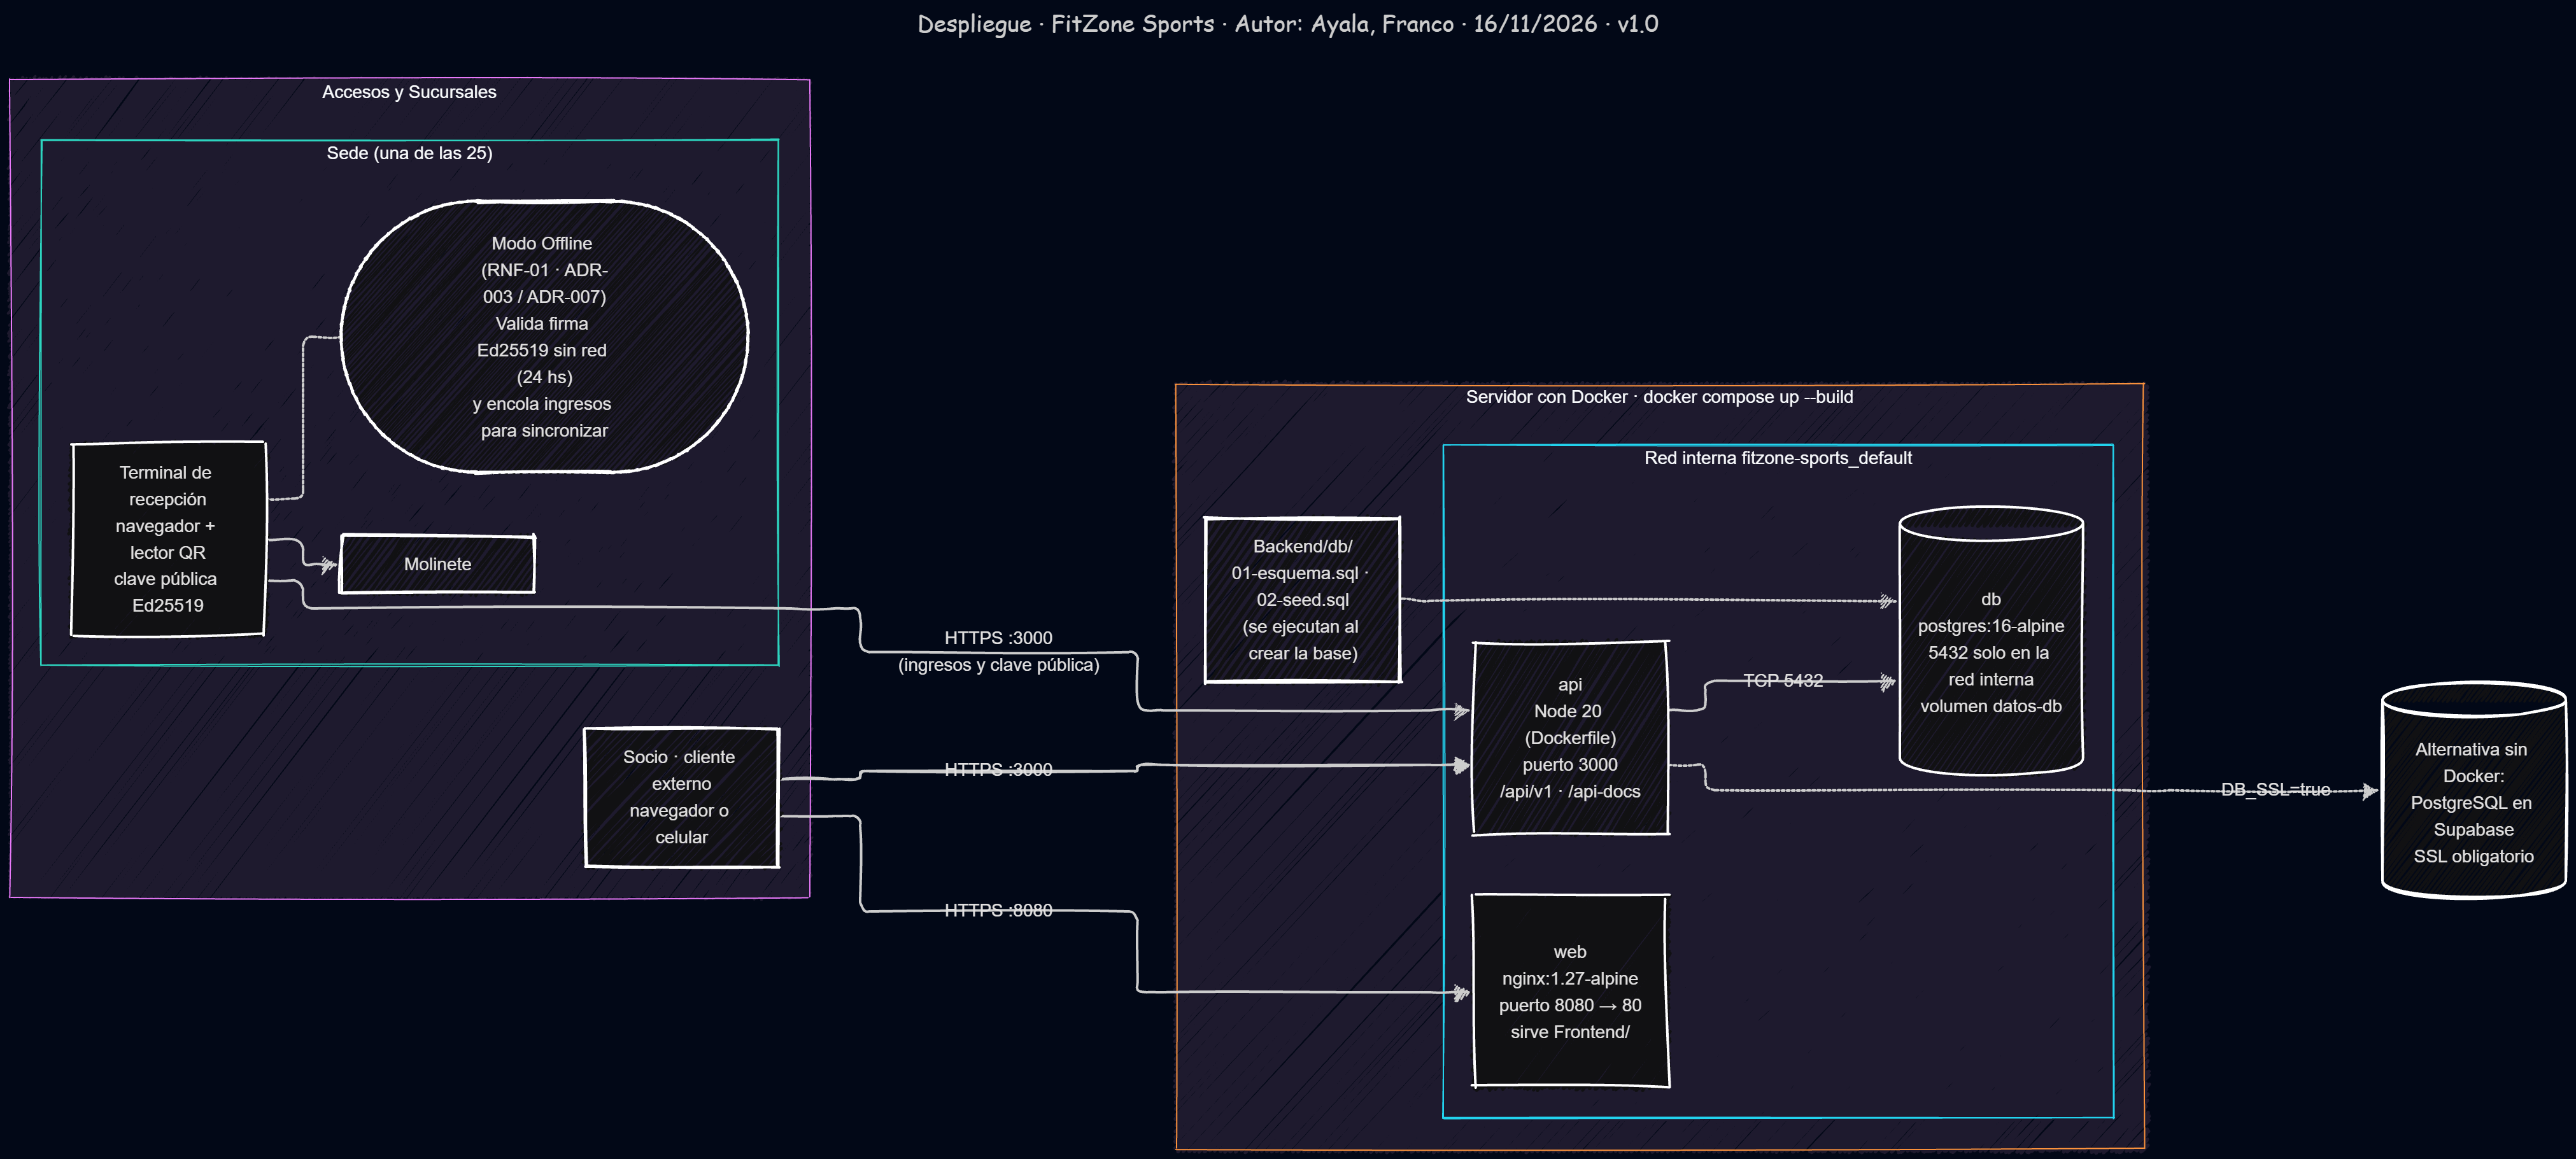 Despliegue · FitZone Sports · Autor: Ayala, Franco · 16/11/2026 · v1.0
Accesos y Sucursales
Sede (una de las 25)
Modo Offline
(RNF-01 · ADR-
003 / ADR-007)
Valida firma
Ed25519 sin red
(24 hs)
y encola ingresos
para sincronizar
Terminal de
recepción
navegador +
lector QR
clave pública
Ed25519
Molinete
Socio · cliente
externo
navegador o
celular
HTTPS :3000
(ingresos y clave pública)
HTTPS :3000
HTTPS :8080
Servidor con Docker · docker compose up --build
Red interna fitzone-sports_default
Backend/db/
01-esquema.sql ·
02-seed.sql
(se ejecutan al
crear la base)
api
Node 20
(Dockerfile)
puerto 3000
/api/v1 · /api-docs
TCP 5432
db
postgres:16-alpine
5432 solo en la
red interna
volumen datos-db
web
nginx:1.27-alpine
puerto 8080 → 80
sirve Frontend/
DB_SSL=true
Alternativa sin
Docker:
PostgreSQL en
Supabase
SSL obligatorio